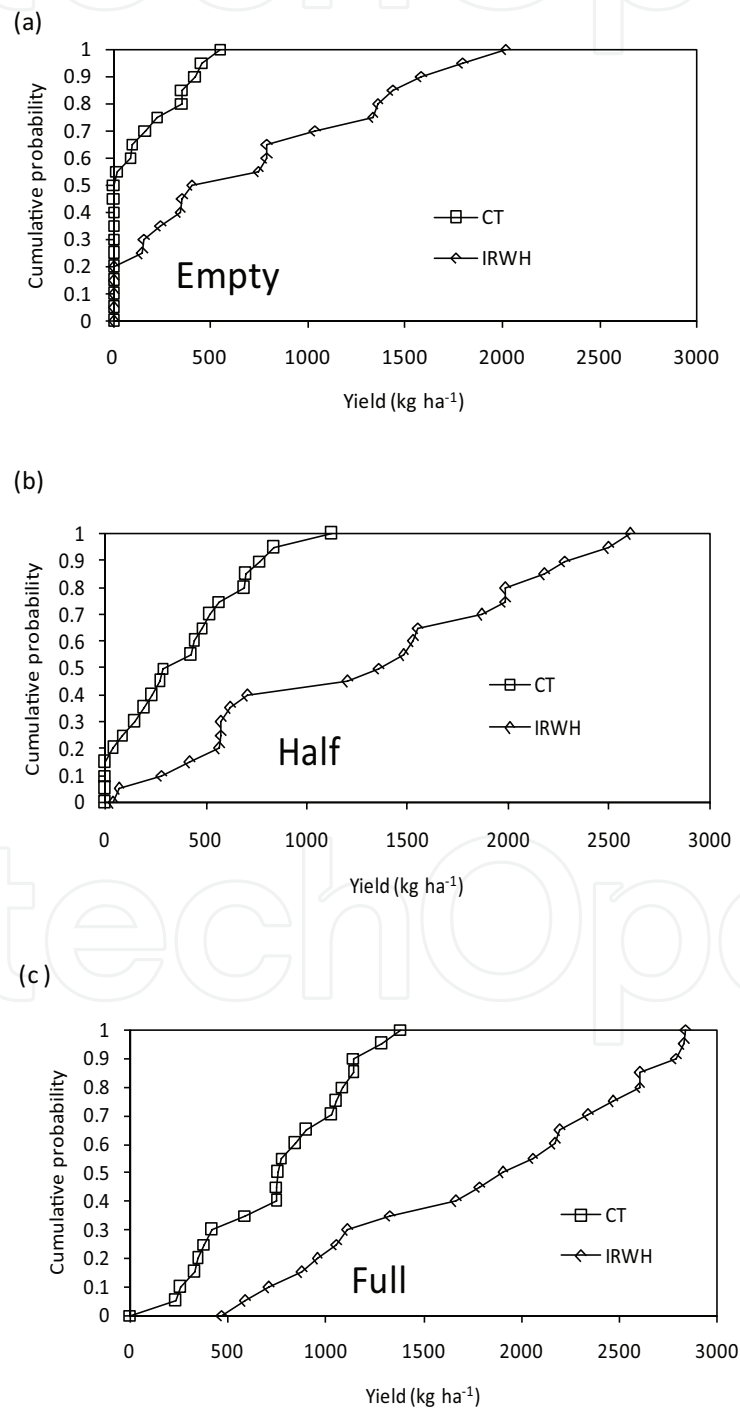 (a)
1
0.9
0.8
0.7
0.6
0.5
0.4
0.3
0.2
0.1
0
Cumulative probability
CT
IRWH
Empty
0 500 1000 1500 2000 2500 3000
Yield (kg ha⁻¹)
(b)
1
0.9
0.8
0.7
0.6
0.5
0.4
0.3
0.2
0.1
0
Cumulative probability
CT
IRWH
Half
0 500 1000 1500 2000 2500 3000
Yield (kg ha⁻¹)
(c )
1
0.9
0.8
0.7
0.6
0.5
0.4
0.3
0.2
0.1
0
Cumulative probability
CT
IRWH
Full
0 500 1000 1500 2000 2500 3000
Yield (kg ha⁻¹)